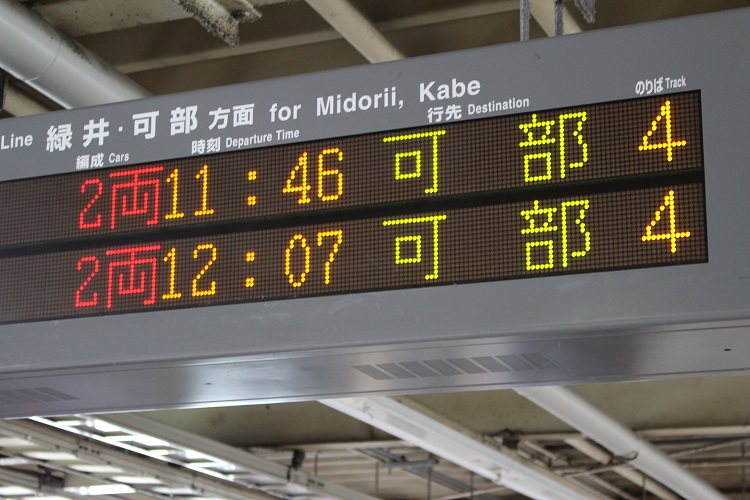 Line 緑井・可部 方面 for Midorii, Kabe
編成 Cars 時刻 Departure Time 行先 Destination のりば Track
2両 11:46 可部 4
2両 12:07 可部 4